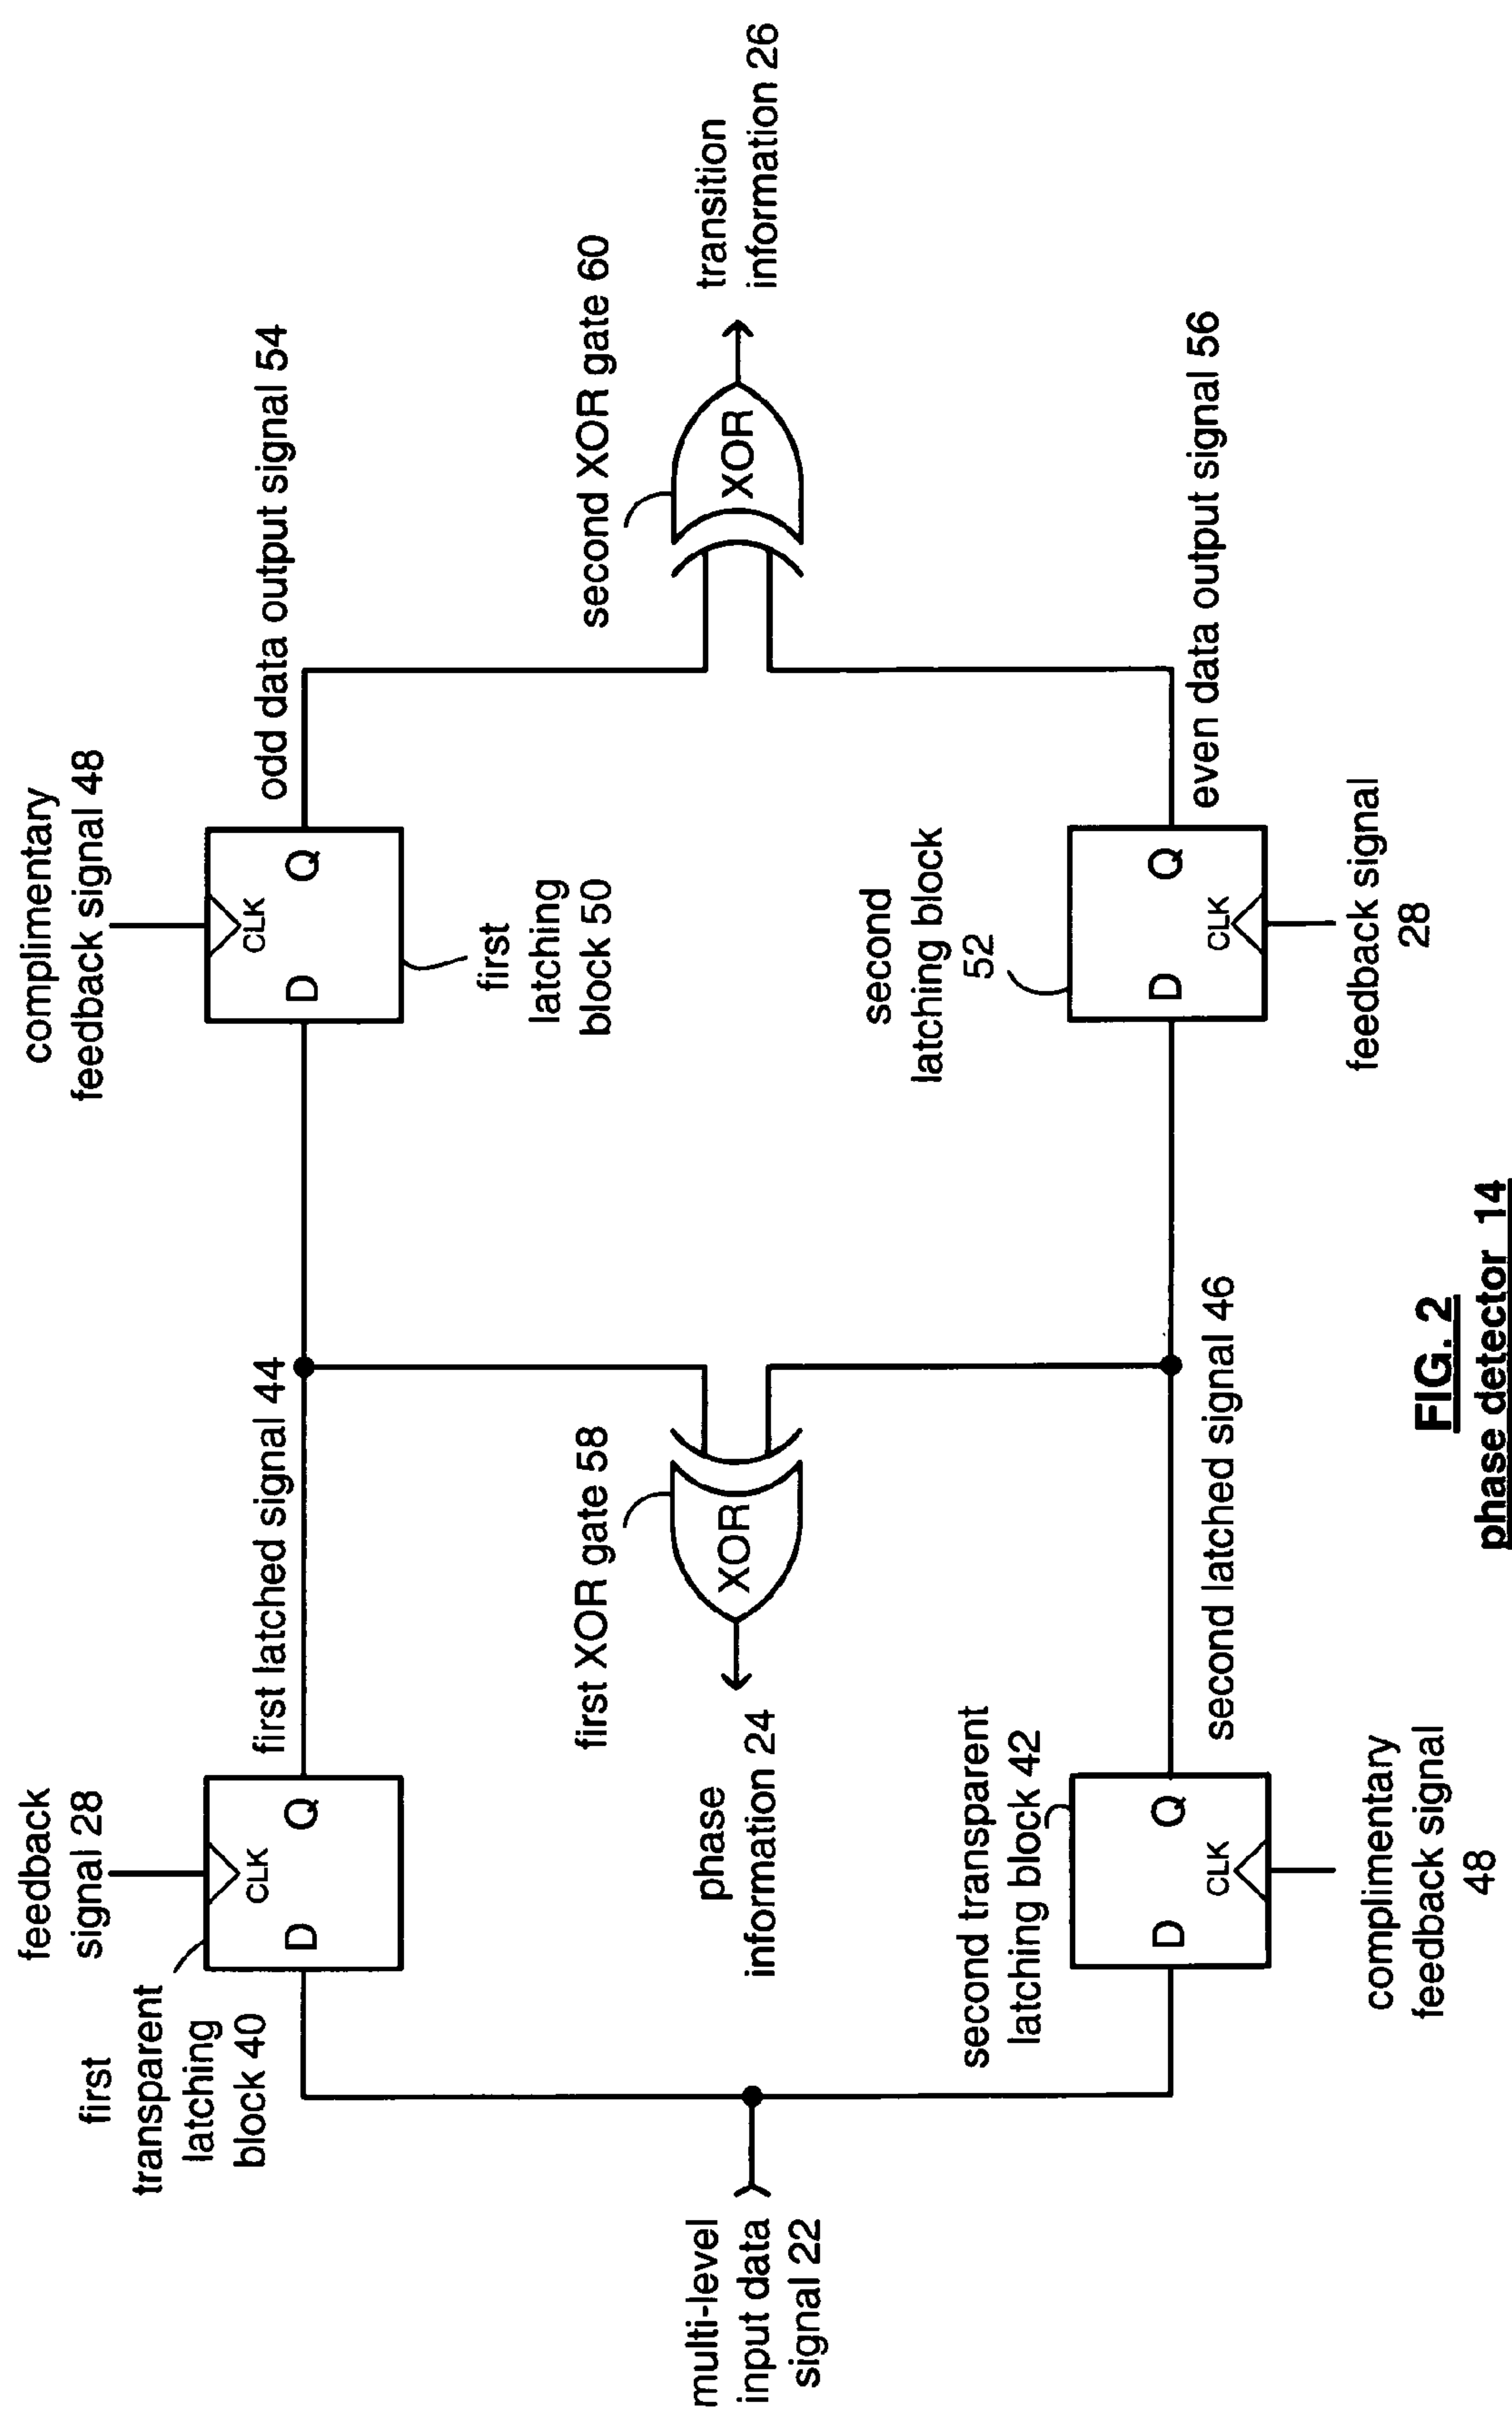 feedback
signal 28
first
transparent
latching
block 40
D
CLK
Q
first latched signal 44
complimentary
feedback signal 48
D
CLK
Q
first
latching
block 50
odd data output signal 54
multi-level
input data
signal 22
first XOR gate 58
XOR
phase
information 24
second XOR gate 60
XOR
transition
information 26
second transparent
latching block 42
D
CLK
Q
complimentary
feedback signal
48
second latched signal 46
second
latching block
52
D
CLK
Q
feedback signal
28
even data output signal 56
FIG. 2
phase detector 14